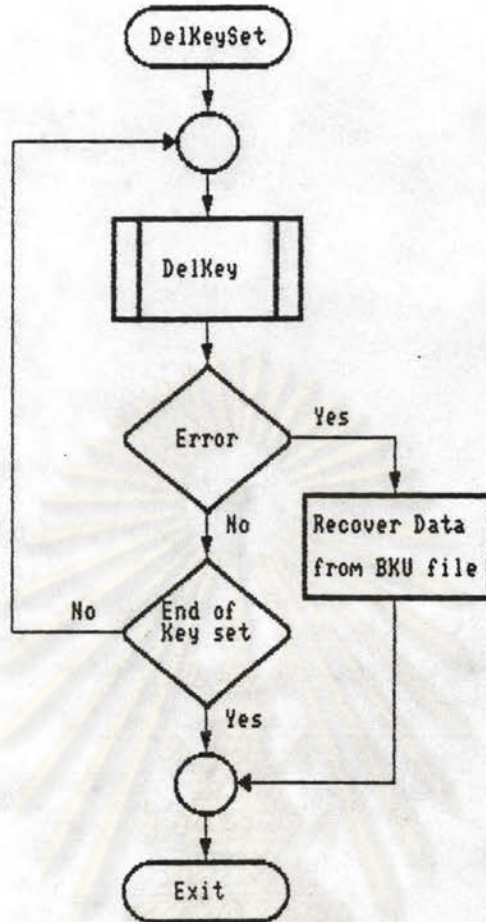 DelKeySet
DelKey
Error
Yes
No
Recover Data
from BKU file
End of
Key set
No
Yes
Exit